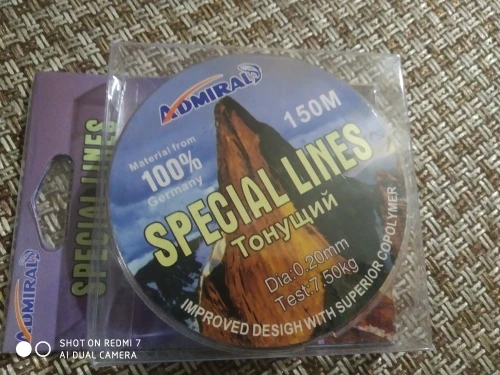 ADMIRAL
150M
Material from
100%
Germany
SPECIAL LINES
Тонущий
Dia:0.20mm
Test:7.50kg
IMPROVED DESIGH WITH SUPERIOR COPOLYMER
ADMIRAL
SPECIAL LINES
SHOT ON REDMI 7
AI DUAL CAMERA